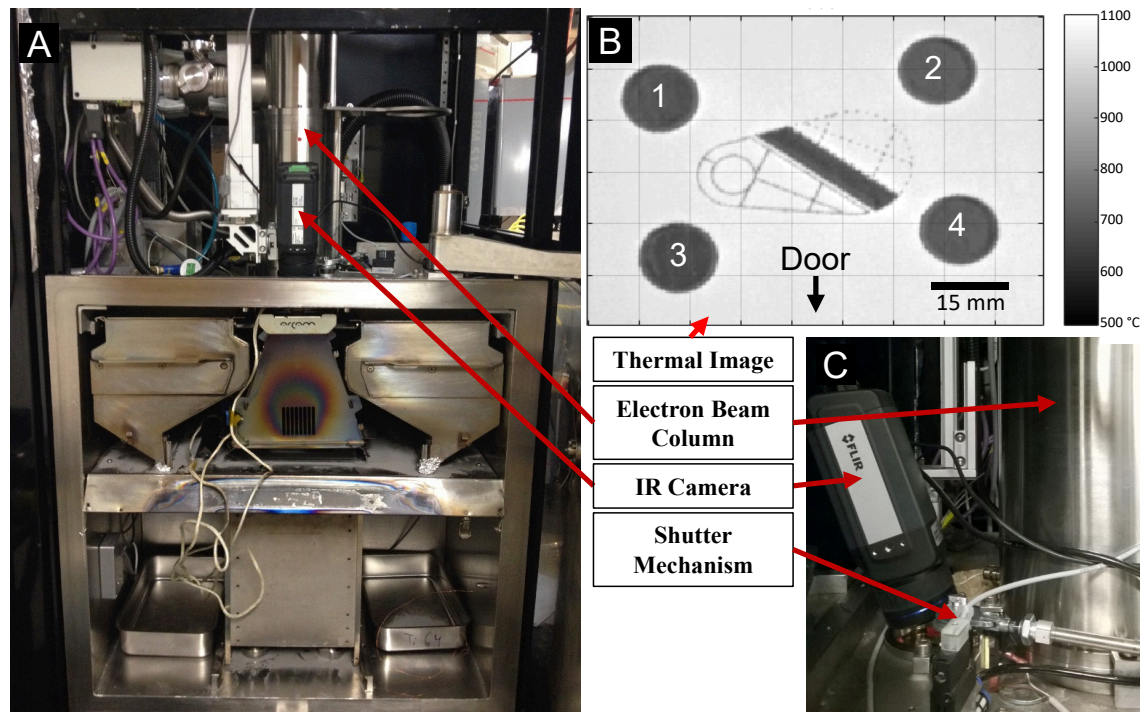 A
arcam
Ti 64
B
1
2
3
4
Door
15 mm
1100
1000
900
800
700
600
500 °C
Thermal Image
Electron Beam
Column
IR Camera
Shutter
Mechanism
C
FLIR